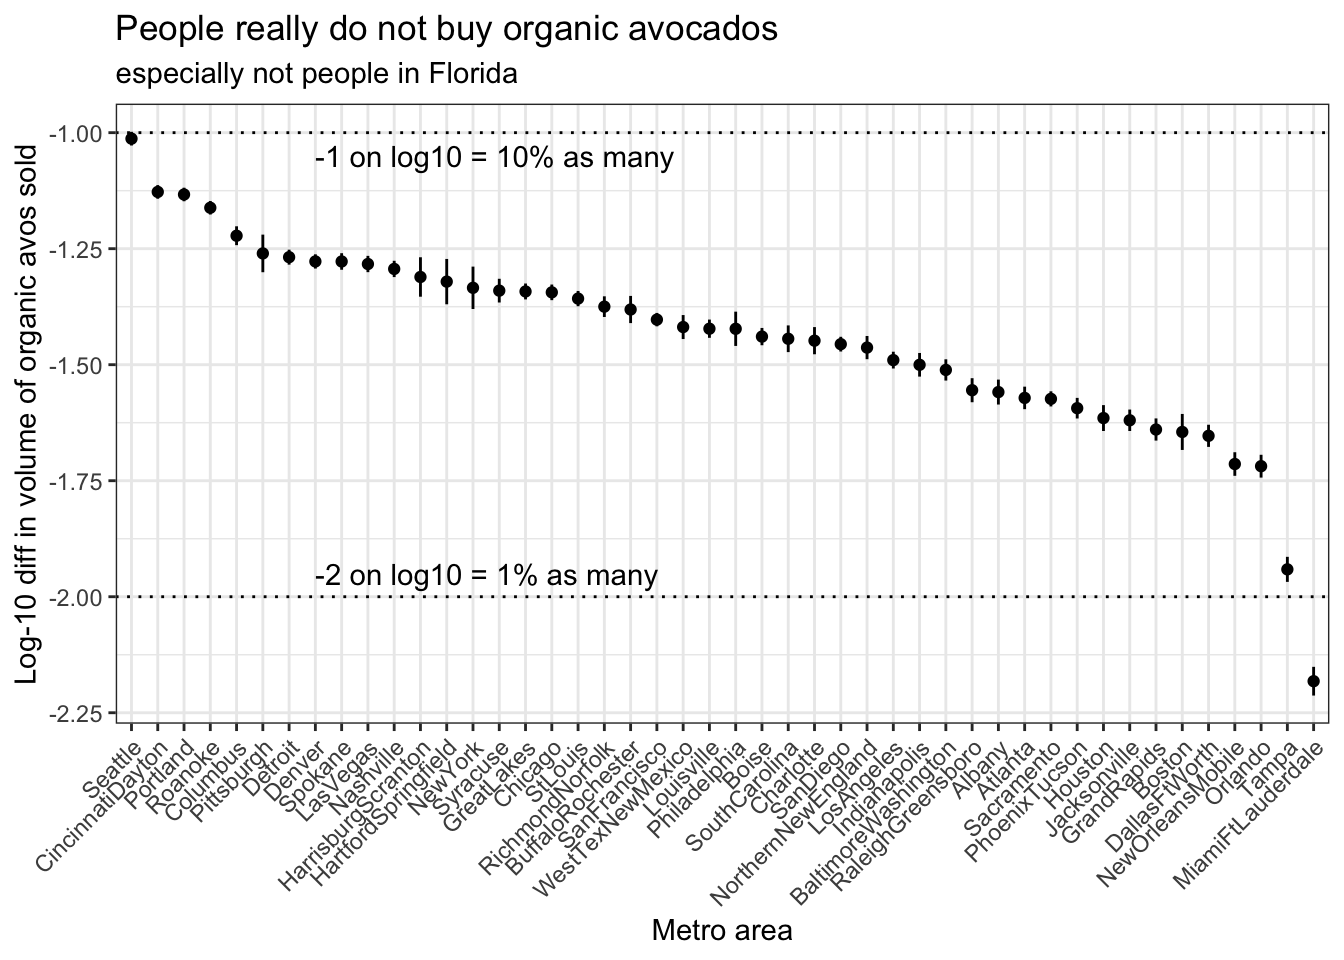 People really do not buy organic avocados
especially not people in Florida
Log-10 diff in volume of organic avos sold
-1.00
-1 on log10 = 10% as many
-1.25
-1.50
-1.75
-2 on log10 = 1% as many
-2.00
-2.25
Seattle
CincinnatiDayton
Portland
Roanoke
Columbus
Pittsburgh
Detroit
Denver
Spokane
LasVegas
Nashville
HarrisburgScranton
HartfordSpringfield
NewYork
Syracuse
GreatLakes
Chicago
StLouis
RichmondNorfolk
BuffaloRochester
SanFrancisco
WestTexNewMexico
Louisville
Philadelphia
Boise
SouthCarolina
Charlotte
SanDiego
NorthernNewEngland
LosAngeles
Indianapolis
BaltimoreWashington
RaleighGreensboro
Albany
Atlanta
Sacramento
PhoenixTucson
Houston
Jacksonville
GrandRapids
Boston
DallasFtWorth
NewOrleansMobile
Orlando
Tampa
MiamiFtLauderdale
Metro area